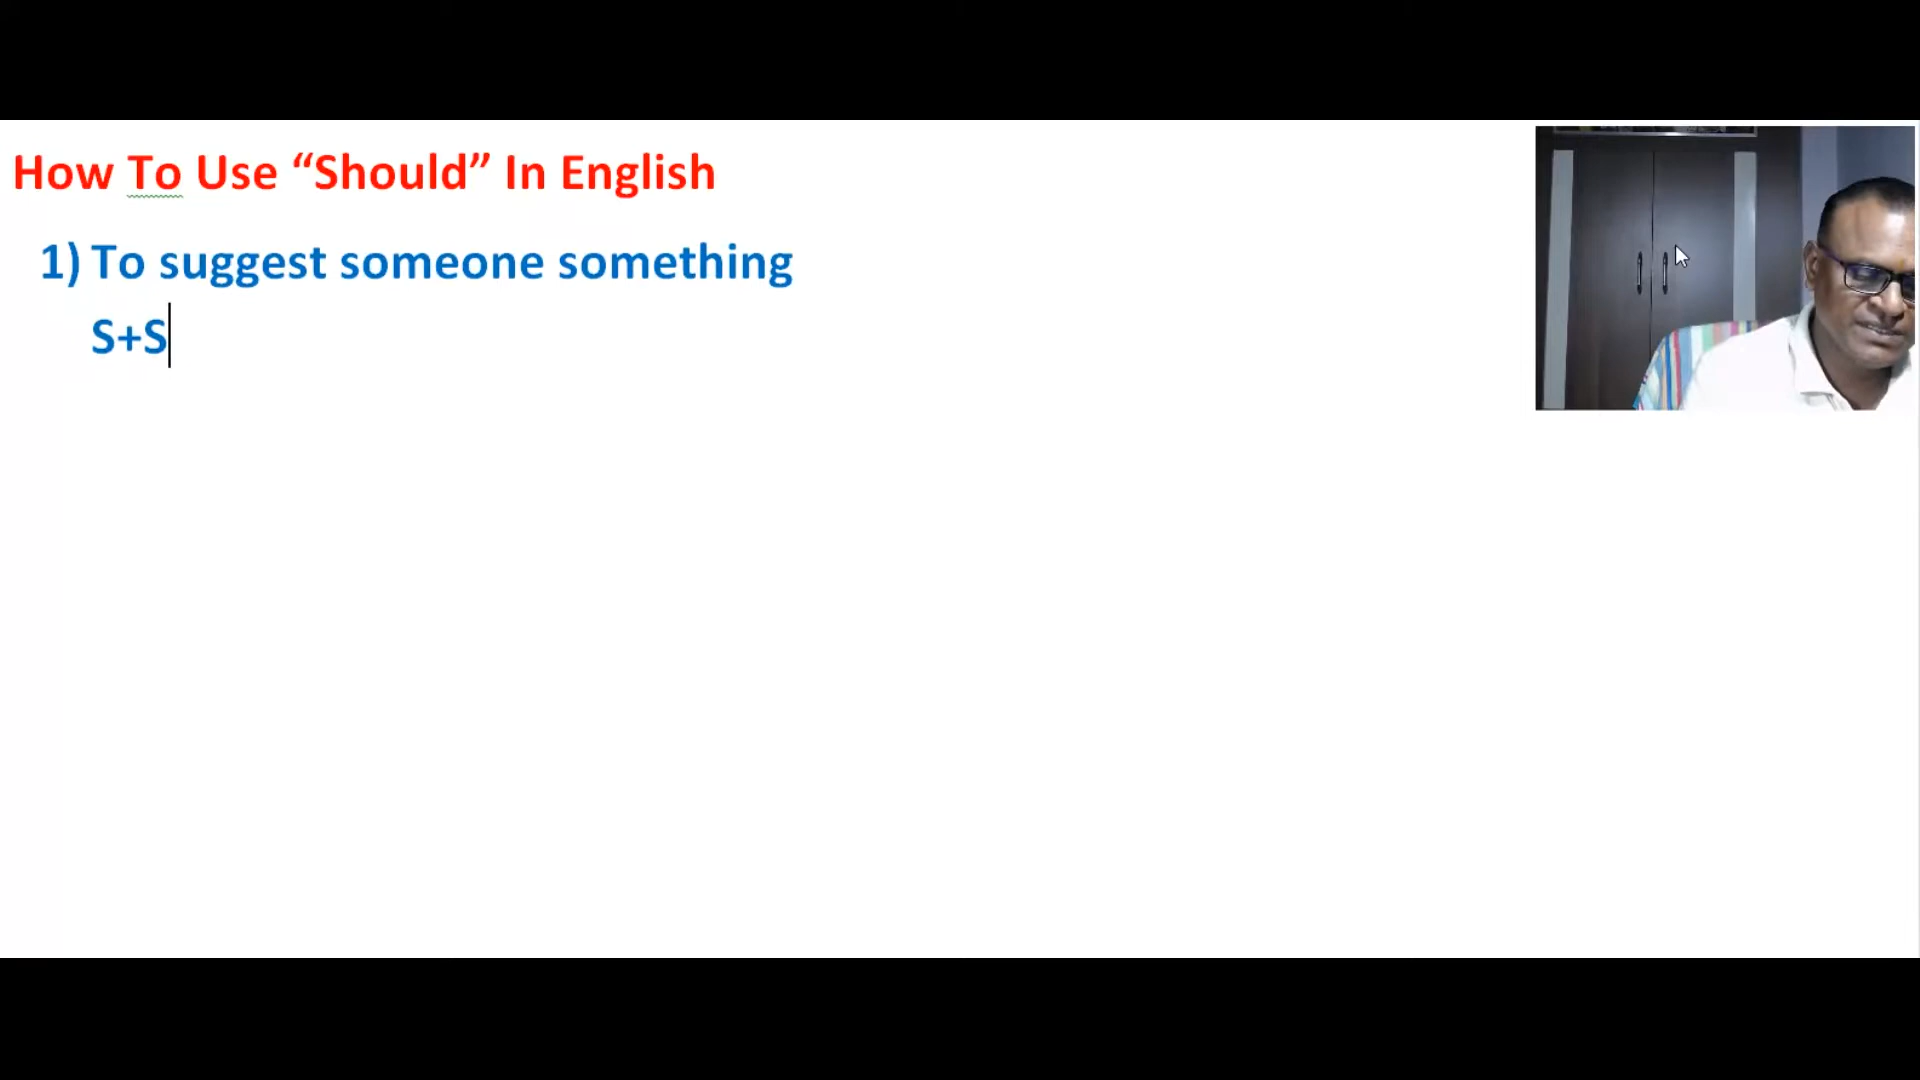 How To Use “Should” In English
1) To suggest someone something
S+S